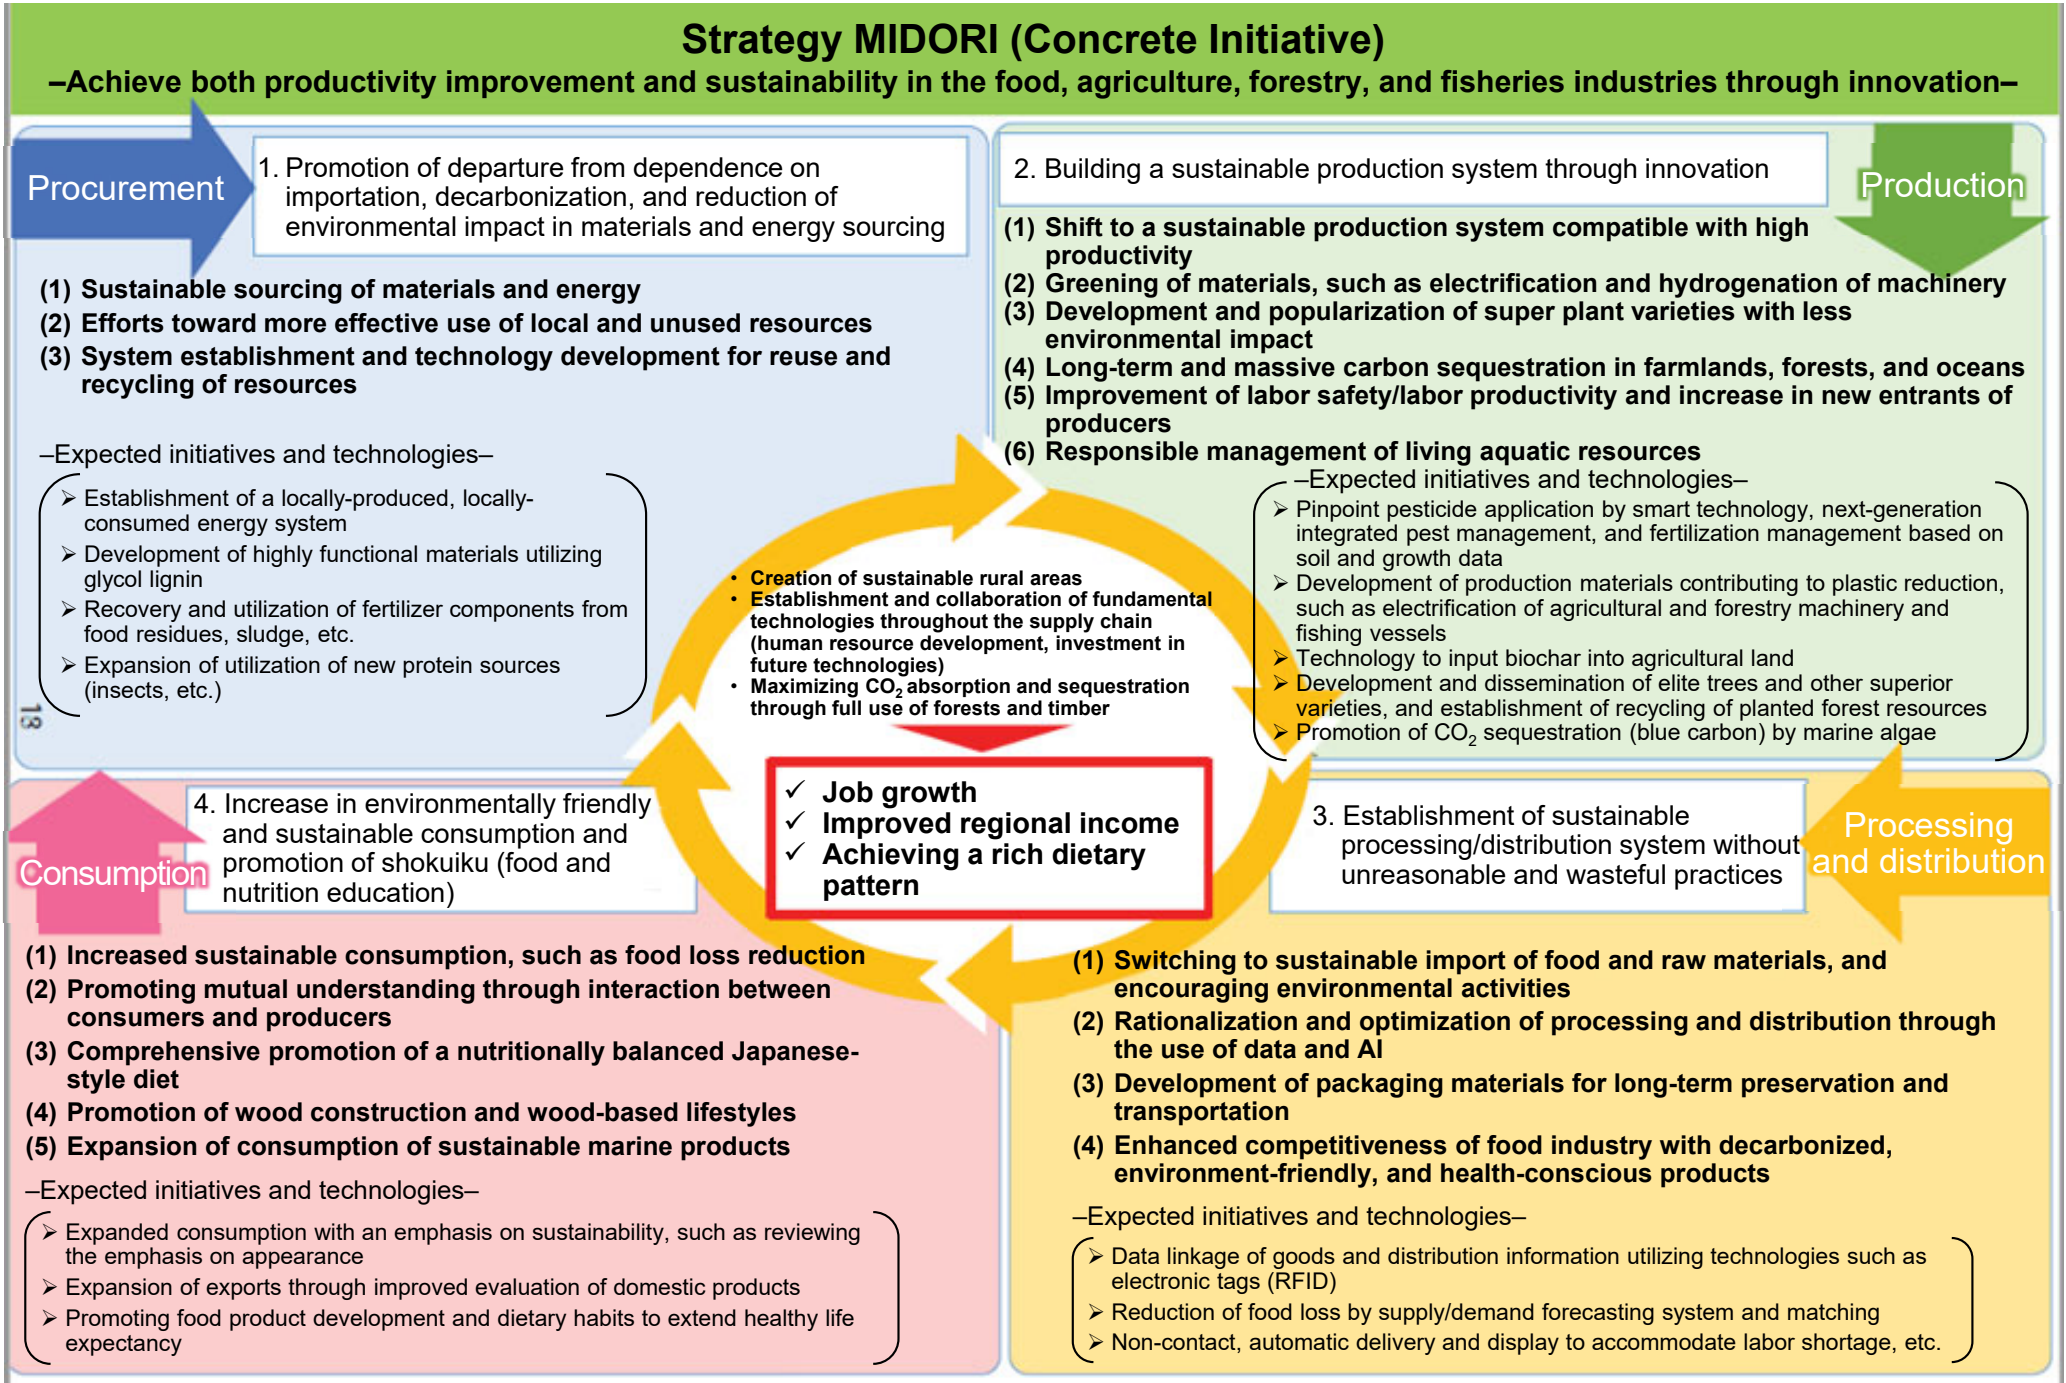 Strategy MIDORI (Concrete Initiative)
–Achieve both productivity improvement and sustainability in the food, agriculture, forestry, and fisheries industries through innovation–
Procurement
1. Promotion of departure from dependence on
importation, decarbonization, and reduction of
environmental impact in materials and energy sourcing
(1) Sustainable sourcing of materials and energy
(2) Efforts toward more effective use of local and unused resources
(3) System establishment and technology development for reuse and
recycling of resources
–Expected initiatives and technologies–
➢ Establishment of a locally-produced, locally-
consumed energy system
➢ Development of highly functional materials utilizing
glycol lignin
➢ Recovery and utilization of fertilizer components from
food residues, sludge, etc.
➢ Expansion of utilization of new protein sources
(insects, etc.)
18
2. Building a sustainable production system through innovation
Production
(1) Shift to a sustainable production system compatible with high
productivity
(2) Greening of materials, such as electrification and hydrogenation of machinery
(3) Development and popularization of super plant varieties with less
environmental impact
(4) Long-term and massive carbon sequestration in farmlands, forests, and oceans
(5) Improvement of labor safety/labor productivity and increase in new entrants of
producers
(6) Responsible management of living aquatic resources
–Expected initiatives and technologies–
➢ Pinpoint pesticide application by smart technology, next-generation
integrated pest management, and fertilization management based on
soil and growth data
➢ Development of production materials contributing to plastic reduction,
such as electrification of agricultural and forestry machinery and
fishing vessels
➢ Technology to input biochar into agricultural land
➢ Development and dissemination of elite trees and other superior
varieties, and establishment of recycling of planted forest resources
➢ Promotion of CO2 sequestration (blue carbon) by marine algae
• Creation of sustainable rural areas
• Establishment and collaboration of fundamental
technologies throughout the supply chain
(human resource development, investment in
future technologies)
• Maximizing CO2 absorption and sequestration
through full use of forests and timber
✓ Job growth
✓ Improved regional income
✓ Achieving a rich dietary
pattern
3. Establishment of sustainable
processing/distribution system without
unreasonable and wasteful practices
Processing
and distribution
(1) Switching to sustainable import of food and raw materials, and
encouraging environmental activities
(2) Rationalization and optimization of processing and distribution through
the use of data and AI
(3) Development of packaging materials for long-term preservation and
transportation
(4) Enhanced competitiveness of food industry with decarbonized,
environment-friendly, and health-conscious products
–Expected initiatives and technologies–
➢ Data linkage of goods and distribution information utilizing technologies such as
electronic tags (RFID)
➢ Reduction of food loss by supply/demand forecasting system and matching
➢ Non-contact, automatic delivery and display to accommodate labor shortage, etc.
Consumption
4. Increase in environmentally friendly
and sustainable consumption and
promotion of shokuiku (food and
nutrition education)
(1) Increased sustainable consumption, such as food loss reduction
(2) Promoting mutual understanding through interaction between
consumers and producers
(3) Comprehensive promotion of a nutritionally balanced Japanese-
style diet
(4) Promotion of wood construction and wood-based lifestyles
(5) Expansion of consumption of sustainable marine products
–Expected initiatives and technologies–
➢ Expanded consumption with an emphasis on sustainability, such as reviewing
the emphasis on appearance
➢ Expansion of exports through improved evaluation of domestic products
➢ Promoting food product development and dietary habits to extend healthy life
expectancy